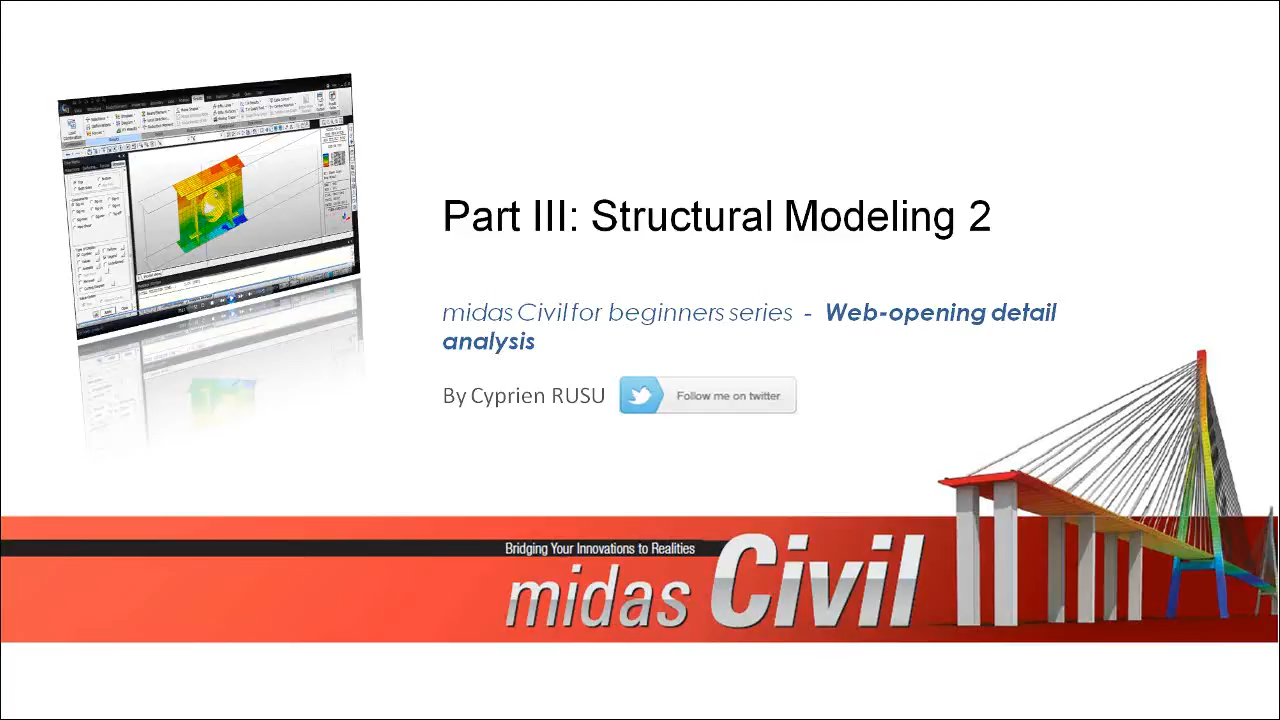 Part III: Structural Modeling 2
midas Civil for beginners series - Web-opening detail
analysis
By Cyprien RUSU
Follow me on twitter
Bridging Your Innovations to Realities
midas Civil